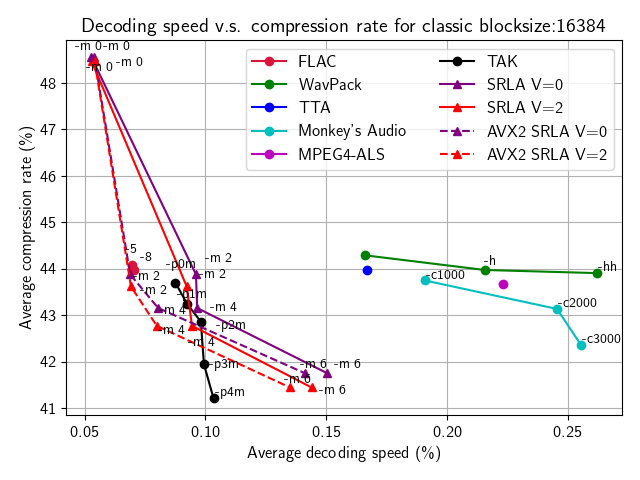 Decoding speed v.s. compression rate for classic blocksize:16384
Average compression rate (%)
48
47
46
45
44
43
42
41
0.05
0.10
0.15
0.20
0.25
Average decoding speed (%)
FLAC
WavPack
TTA
Monkey's Audio
MPEG4-ALS
TAK
SRLA V=0
SRLA V=2
AVX2 SRLA V=0
AVX2 SRLA V=2
-m 0
-m 0
-m 0
-m 0
-5
-8
-p0m
-m 2
-m 2
-m 2
-m 2
-p1m
-m 4
-m 4
-p2m
-m 4
-m 4
-p3m
-m 6
-m 6
-m 6
-m 6
-p4m
-h
-hh
-c1000
-c2000
-c3000